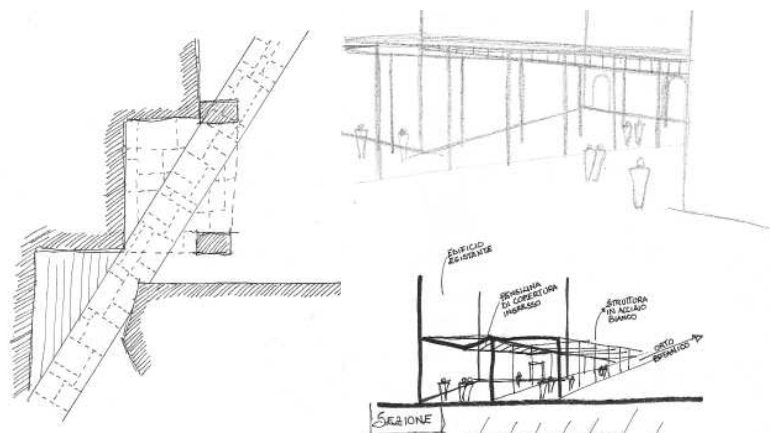 EDIFICIO
ESISTENTE
PENSILINA
DI COPERTURA
INGRESSO
STRUTTURA
IN ACCIAIO
BIANCO
ORTO
BOTANICO
SEZIONE